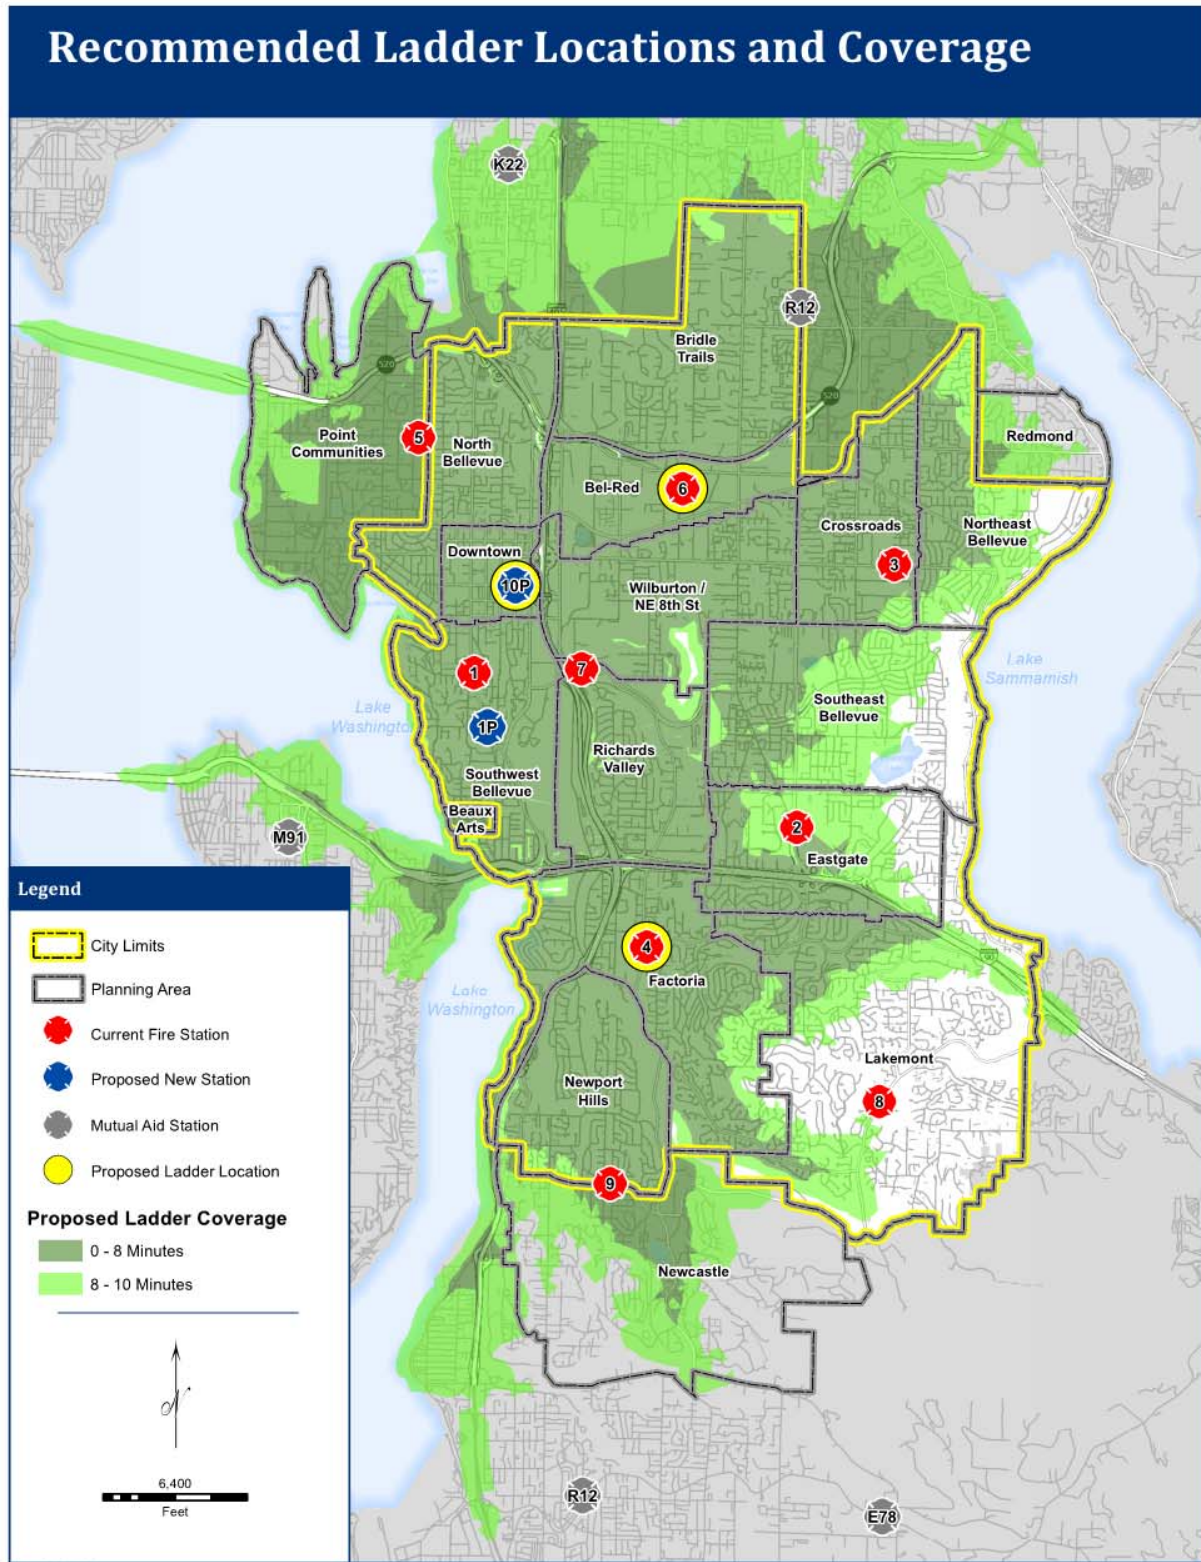 Recommended Ladder Locations and Coverage
K22
R12
Bridle
Trails
520
520
Point
Communities
5
North
Bellevue
Redmond
Bel-Red
6
Crossroads
Northeast
Bellevue
Downtown
3
10P
Wilburton /
NE 8th St
1
7
Lake
Sammamish
Southeast
Bellevue
Lake
Washington
1P
Richards
Valley
Southwest
Bellevue
Beaux
Arts
2
M91
Eastgate
4
90
Factoria
Lake
Washington
Lakemont
Newport
Hills
8
9
Newcastle
R12
E78
Legend
City Limits
Planning Area
Current Fire Station
Proposed New Station
Mutual Aid Station
Proposed Ladder Location
Proposed Ladder Coverage
0 - 8 Minutes
8 - 10 Minutes
N
6,400
Feet